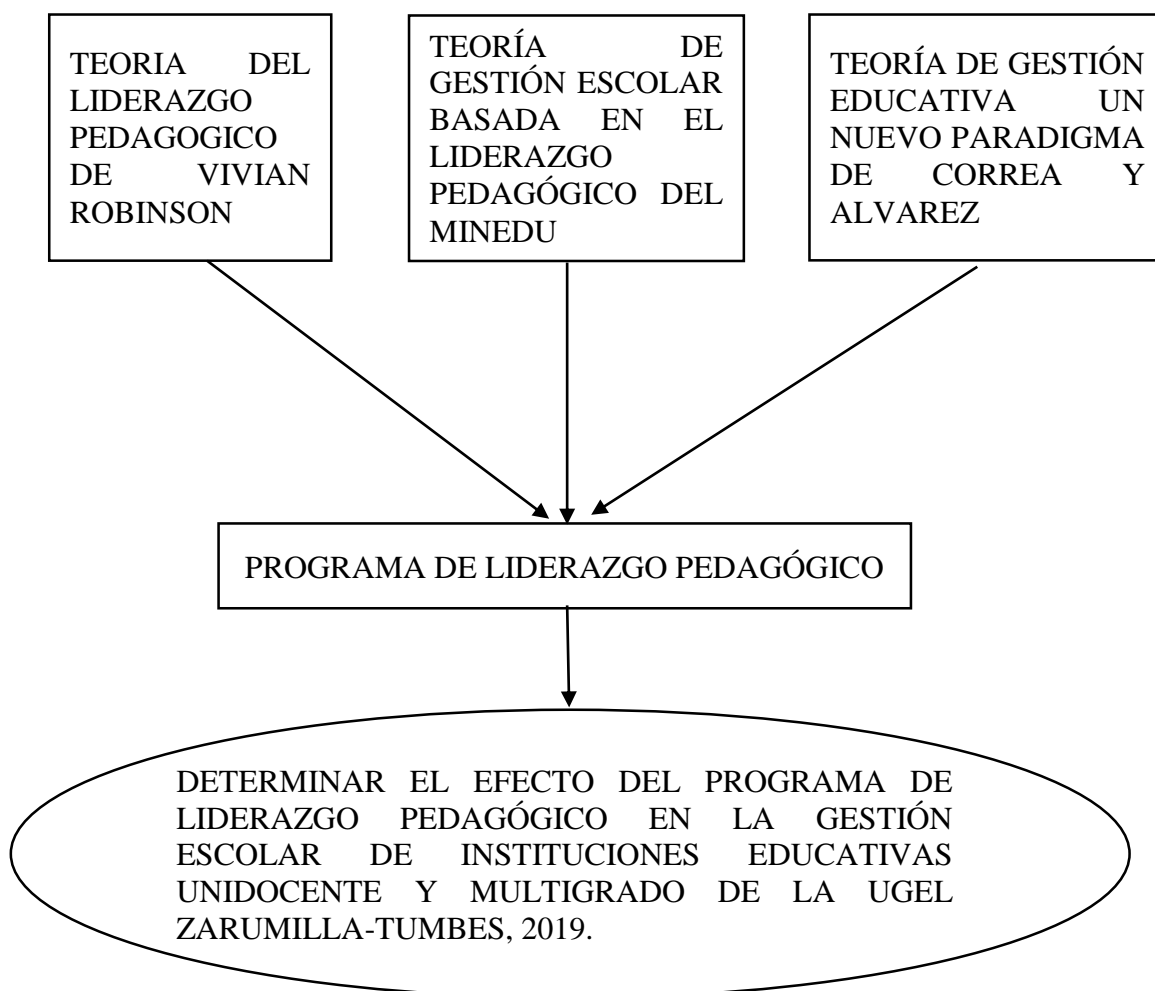 TEORIA DEL
LIDERAZGO
PEDAGOGICO
DE VIVIAN
ROBINSON
TEORÍA DE
GESTIÓN ESCOLAR
BASADA EN EL
LIDERAZGO
PEDAGÓGICO DEL
MINEDU
TEORÍA DE GESTIÓN
EDUCATIVA UN
NUEVO PARADIGMA
DE CORREA Y
ALVAREZ
PROGRAMA DE LIDERAZGO PEDAGÓGICO
DETERMINAR EL EFECTO DEL PROGRAMA DE
LIDERAZGO PEDAGÓGICO EN LA GESTIÓN
ESCOLAR DE INSTITUCIONES EDUCATIVAS
UNIDOCENTE Y MULTIGRADO DE LA UGEL
ZARUMILLA-TUMBES, 2019.